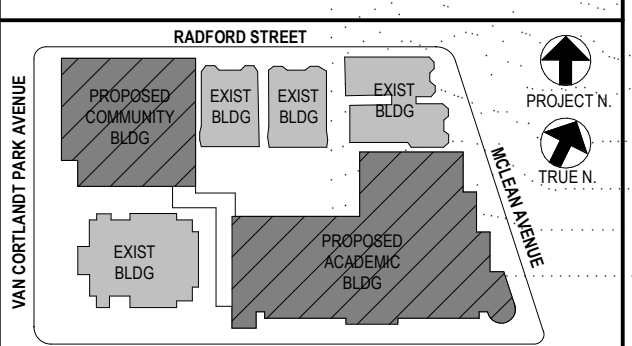 RADFORD STREET
VAN CORTLANDT PARK AVENUE
PROPOSED
COMMUNITY
BLDG
EXIST
BLDG
EXIST
BLDG
EXIST
BLDG
MCLEAN AVENUE
PROJECT N.
TRUE N.
EXIST
BLDG
PROPOSED
ACADEMIC
BLDG